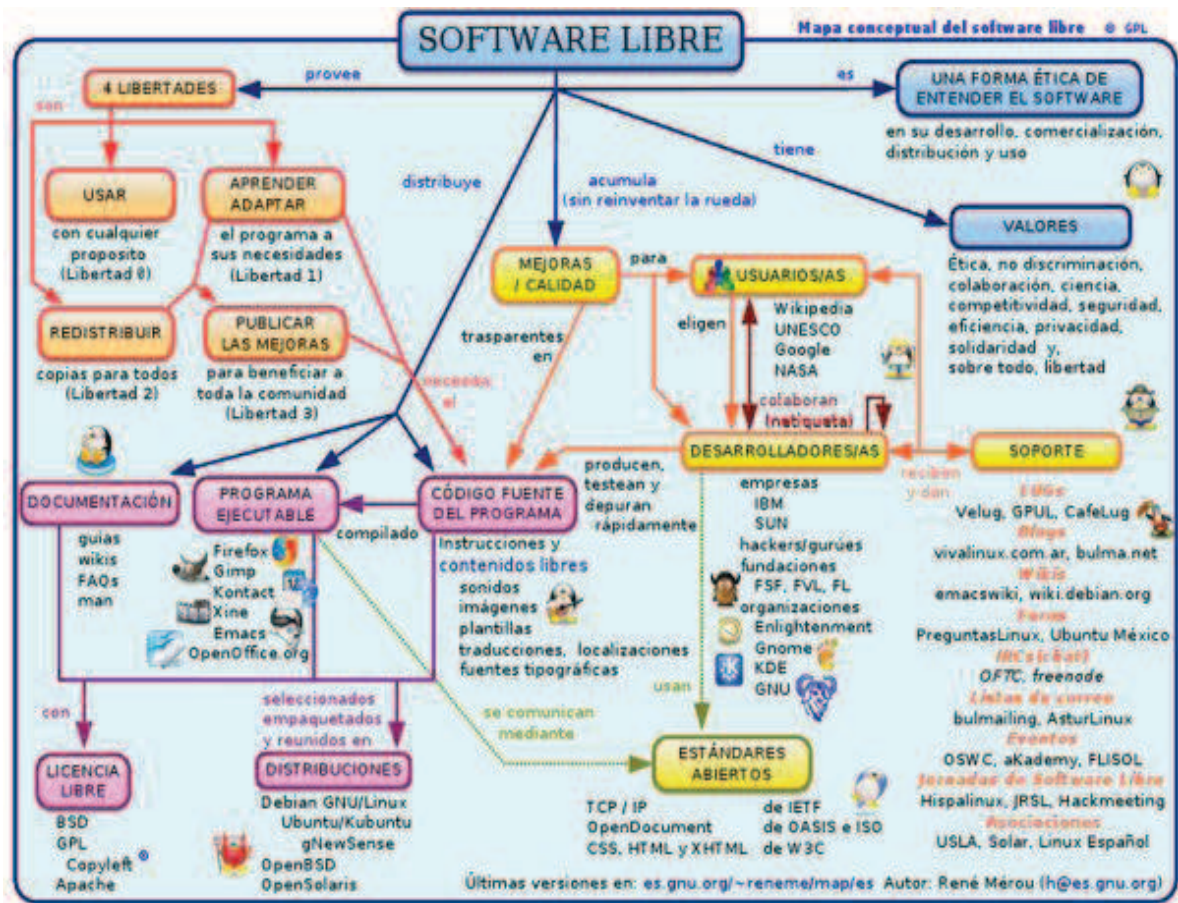 SOFTWARE LIBRE
Mapa conceptual del software libre © GPL
provee
es
4 LIBERTADES
UNA FORMA ÉTICA DE
ENTENDER EL SOFTWARE
son
en su desarrollo, comercialización,
distribución y uso
tiene
distribuye
acumula
(sin reinventar la rueda)
USAR
APRENDER
ADAPTAR
con cualquier
proposito
(Libertad 0)
el programa a
sus necesidades
(Libertad 1)
VALORES
Ética, no discriminación,
colaboración, ciencia,
competitividad, seguridad,
eficiencia, privacidad,
solidaridad y,
sobre todo, libertad
MEJORAS
/ CALIDAD
para
USUARIOS/AS
Wikipedia
UNESCO
Google
NASA
eligen
REDISTRIBUIR
PUBLICAR
LAS MEJORAS
copias para todos
(Libertad 2)
para beneficiar a
toda la comunidad
(Libertad 3)
trasparentes
en
necesita
el
colaboran
(netiqueta)
DESARROLLADORES/AS
SOPORTE
reciben
y dan
producen,
testean y
depuran
rápidamente
DOCUMENTACIÓN
PROGRAMA
EJECUTABLE
CÓDIGO FUENTE
DEL PROGRAMA
compilado
guías
wikis
FAQs
man
Firefox
Gimp
Kontact
Xine
Emacs
OpenOffice.org
Instrucciones y
contenidos libres
sonidos
imágenes
plantillas
traducciones, localizaciones
fuentes tipográficas
empresas
IBM
SUN
hackers/gurúes
fundaciones
FSF, FVL, FL
organizaciones
Enlightenment
Gnome
KDE
GNU
LUGs
Velug, GPUL, CafeLug
Blogs
vivalinux.com.ar, bulma.net
Wikis
emacswiki, wiki.debian.org
Foros
PreguntasLinux, Ubuntu México
IRCs(chat)
OFTC, freenode
Listas de correo
bulmailing, AsturLinux
Eventos
OSWC, aKademy, FLISOL
Jornadas de Software Libre
Hispalinux, JRSL, Hackmeeting
Asociaciones
USLA, Solar, Linux Español
con
seleccionados
empaquetados
y reunidos en
se comunican
mediante
usan
LICENCIA
LIBRE
BSD
GPL
Copyleft
Apache
DISTRIBUCIONES
Debian GNU/Linux
Ubuntu/Kubuntu
gNewSense
OpenBSD
OpenSolaris
ESTÁNDARES
ABIERTOS
TCP / IP de IETF
OpenDocument de OASIS e ISO
CSS, HTML y XHTML de W3C
Últimas versiones en: es.gnu.org/~reneme/map/es Autor: René Mérou (h@es.gnu.org)